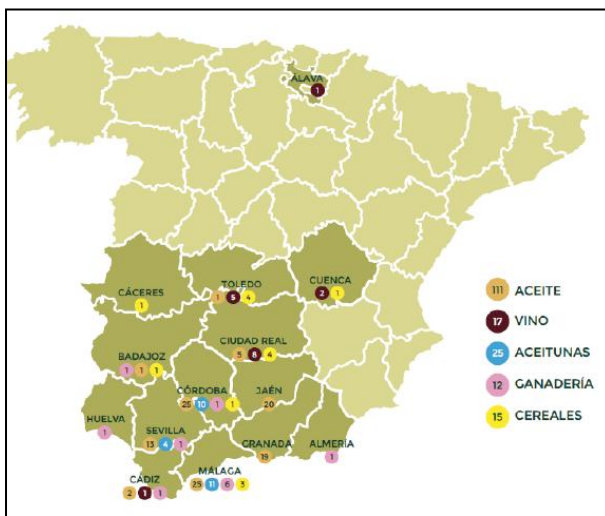 ÁLAVA
1
CÁCERES
1
TOLEDO
1 5 4
CUENCA
2 1
111 ACEITE
17 VINO
25 ACEITUNAS
12 GANADERÍA
15 CEREALES
BADAJOZ
1 1 1
CIUDAD REAL
5 8 4
CÓRDOBA
25 10 1 1
JAÉN
20
HUELVA
1
SEVILLA
13 4 1
GRANADA
19
ALMERÍA
1
CÁDIZ
2 1 1
MÁLAGA
25 11 6 3